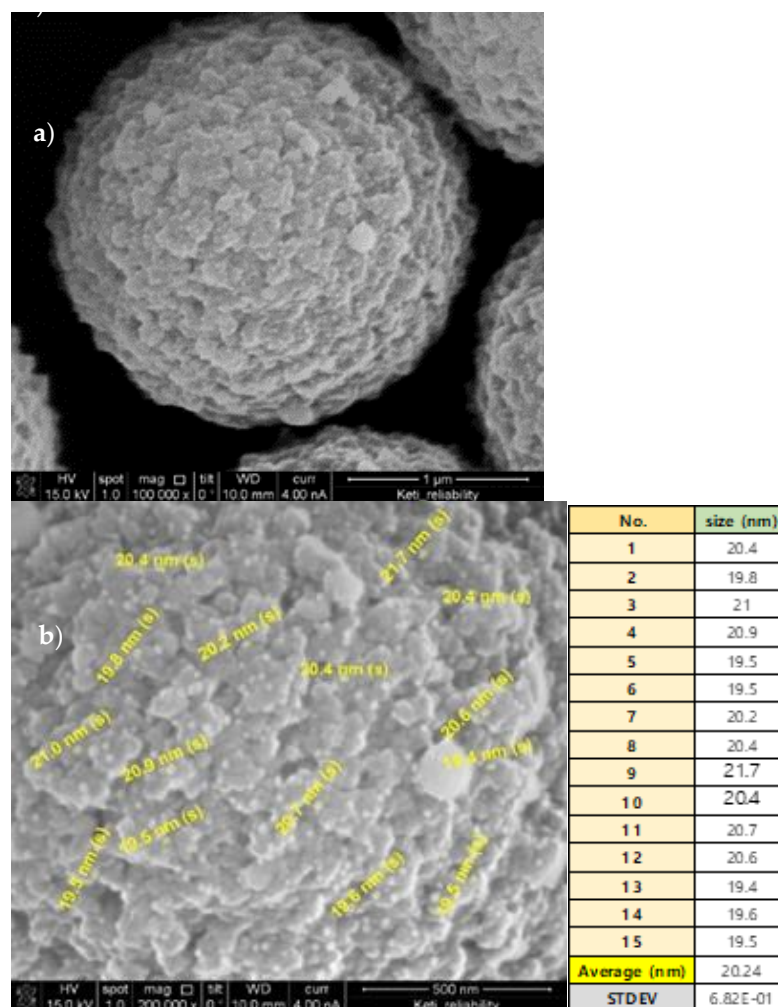 a)
HV spot mag □ tilt WD curr 1 µm
15.0 kV 1.0 100 000 x 0 ° 10.0 mm 4.00 nA Keti_reliability
b)
20.4 nm (s)
21.7 nm (s)
20.4 nm (s)
19.8 nm (s)
20.2 nm (s)
20.4 nm (s)
20.6 nm (s)
21.0 nm (s)
20.9 nm (s)
19.4 nm (s)
19.5 nm (s)
20.7 nm (s)
19.5 nm (s)
19.6 nm (s)
19.5 nm (s)
HV spot mag □ tilt WD curr 500 nm
15.0 kV 1.0 200 000 x 0 ° 10.0 mm 4.00 nA Keti_reliability
No. size (nm)
1 20.4
2 19.8
3 21
4 20.9
5 19.5
6 19.5
7 20.2
8 20.4
9 21.7
10 20.4
11 20.7
12 20.6
13 19.4
14 19.6
15 19.5
Average (nm) 20.24
STDEV 6.82E-01